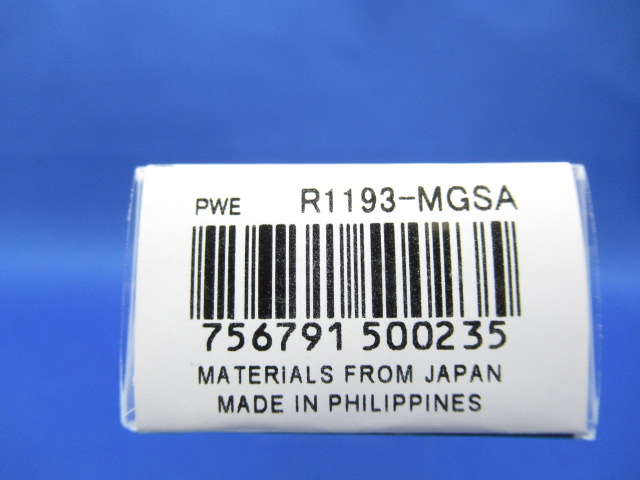 PWE R1193-MGSA
756791 500235
MATERIALS FROM JAPAN
MADE IN PHILIPPINES